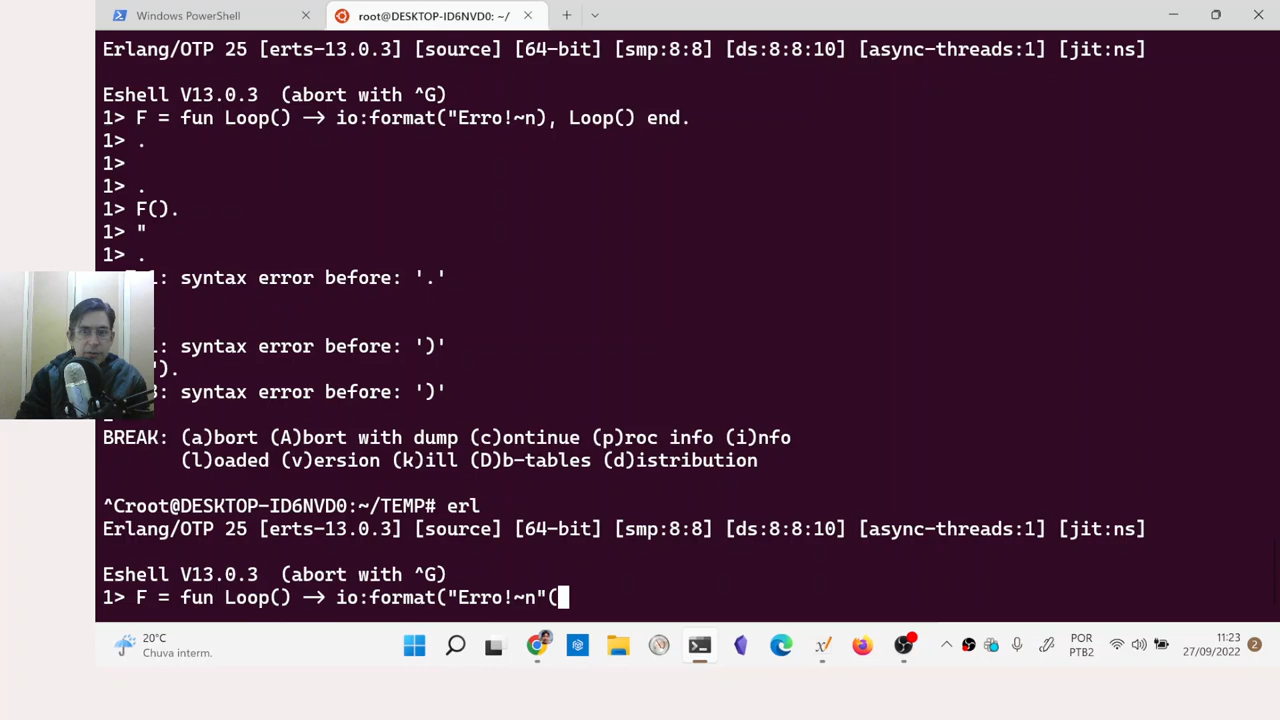 Windows PowerShell
root@DESKTOP-ID6NVD0: ~/
Erlang/OTP 25 [erts-13.0.3] [source] [64-bit] [smp:8:8] [ds:8:8:10] [async-threads:1] [jit:ns]
Eshell V13.0.3  (abort with ^G)
1> F = fun Loop() -> io:format("Erro!~n), Loop() end.
1> .
1>
1> .
1> F().
1> "
1> .
1: syntax error before: '.'
1: syntax error before: ')'
").
3: syntax error before: ')'
BREAK: (a)bort (A)bort with dump (c)ontinue (p)roc info (i)nfo
(l)oaded (v)ersion (k)ill (D)b-tables (d)istribution
^Croot@DESKTOP-ID6NVD0:~/TEMP# erl
Erlang/OTP 25 [erts-13.0.3] [source] [64-bit] [smp:8:8] [ds:8:8:10] [async-threads:1] [jit:ns]
Eshell V13.0.3  (abort with ^G)
1> F = fun Loop() -> io:format("Erro!~n"(
20°C
Chuva interm.
POR
PTB2
11:23
27/09/2022
2